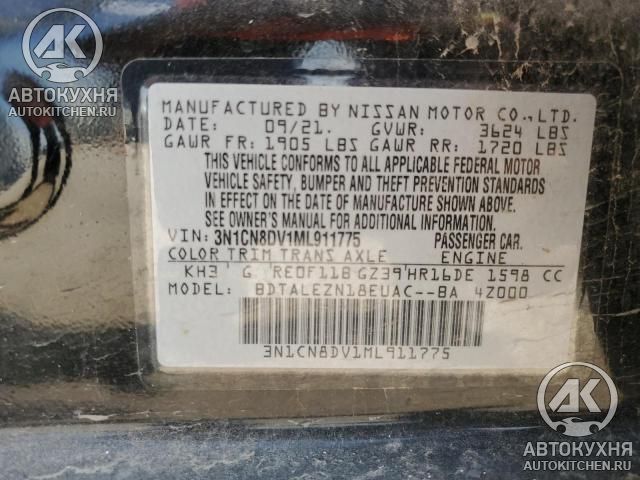 АК
АВТОКУХНЯ
AUTOKITCHEN.RU
MANUFACTURED BY NISSAN MOTOR CO.,LTD.
DATE: 09/21. GVWR: 3624 LBS
GAWR FR: 1905 LBS GAWR RR: 1720 LBS
THIS VEHICLE CONFORMS TO ALL APPLICABLE FEDERAL MOTOR
VEHICLE SAFETY, BUMPER AND THEFT PREVENTION STANDARDS
IN EFFECT ON THE DATE OF MANUFACTURE SHOWN ABOVE.
SEE OWNER'S MANUAL FOR ADDITIONAL INFORMATION.
VIN: 3N1CN8DV1ML911775 PASSENGER CAR.
COLOR TRIM TRANS AXLE ENGINE
KH3 G RE0F11B GZ39 HR16DE 1598 CC
MODEL: BDTALEZN18EUAC--BA 4Z000
3N1CN8DV1ML911775
АК
АВТОКУХНЯ
AUTOKITCHEN.RU